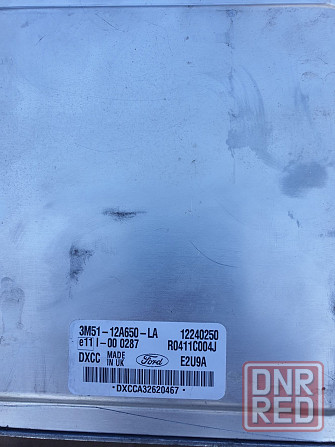 3M51-12A650-LA 12240250
e11 I-00 0287 R0411C004J
DXCC MADE IN UK Ford E2U9A
• DXCCA32620467 •
DNR
RED